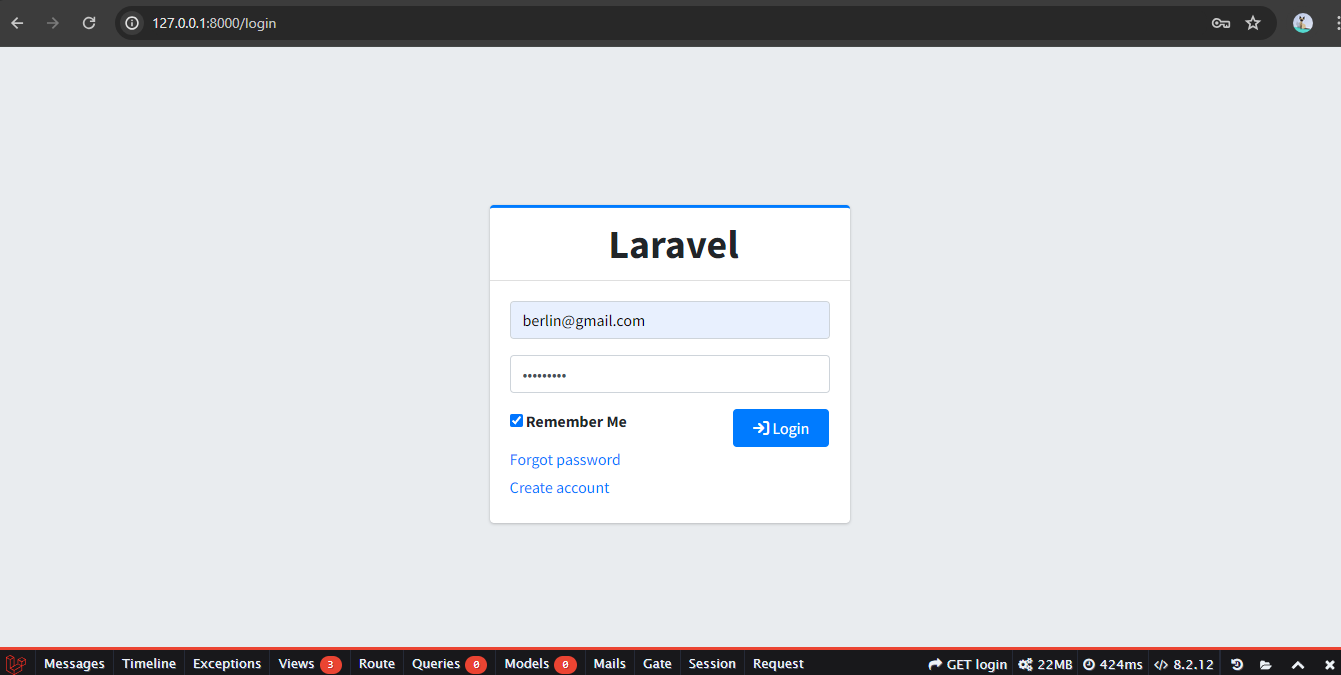 127.0.0.1:8000/login
Laravel
berlin@gmail.com
•••••••••
Remember Me
Login
Forgot password
Create account
Messages Timeline Exceptions Views 3 Route Queries 0 Models 0 Mails Gate Session Request GET login 22MB 424ms 8.2.12